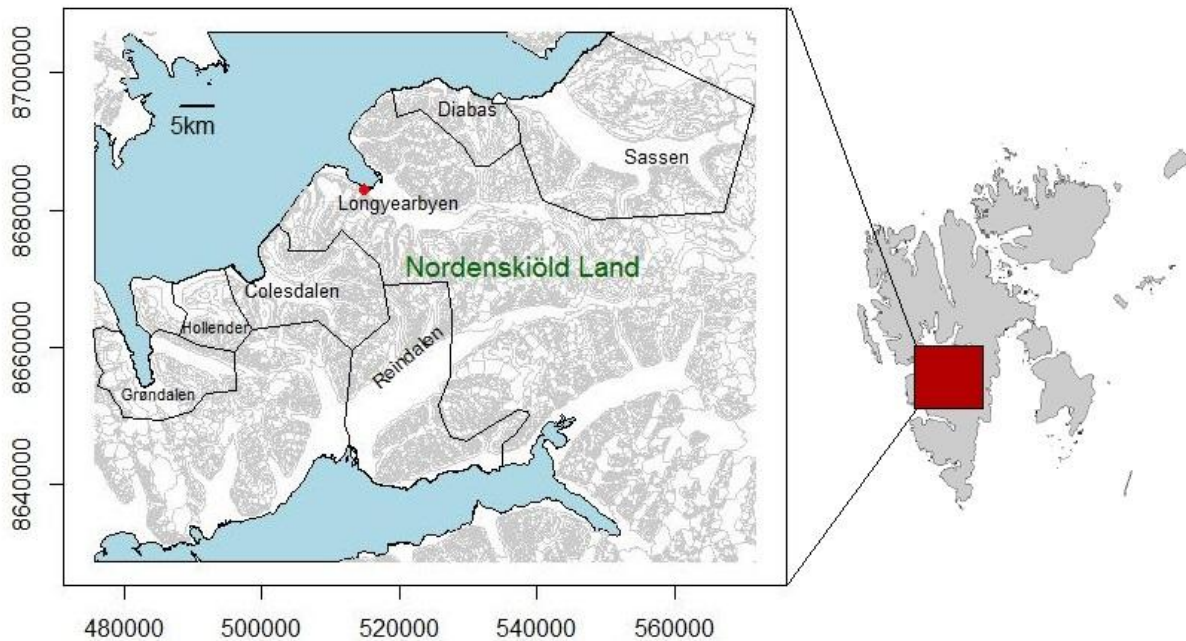 8700000
8680000
8660000
8640000
5km
Diabas
Sassen
Longyearbyen
Nordenskiöld Land
Colesdalen
Hollender
Reindalen
Grøndalen
480000
500000
520000
540000
560000